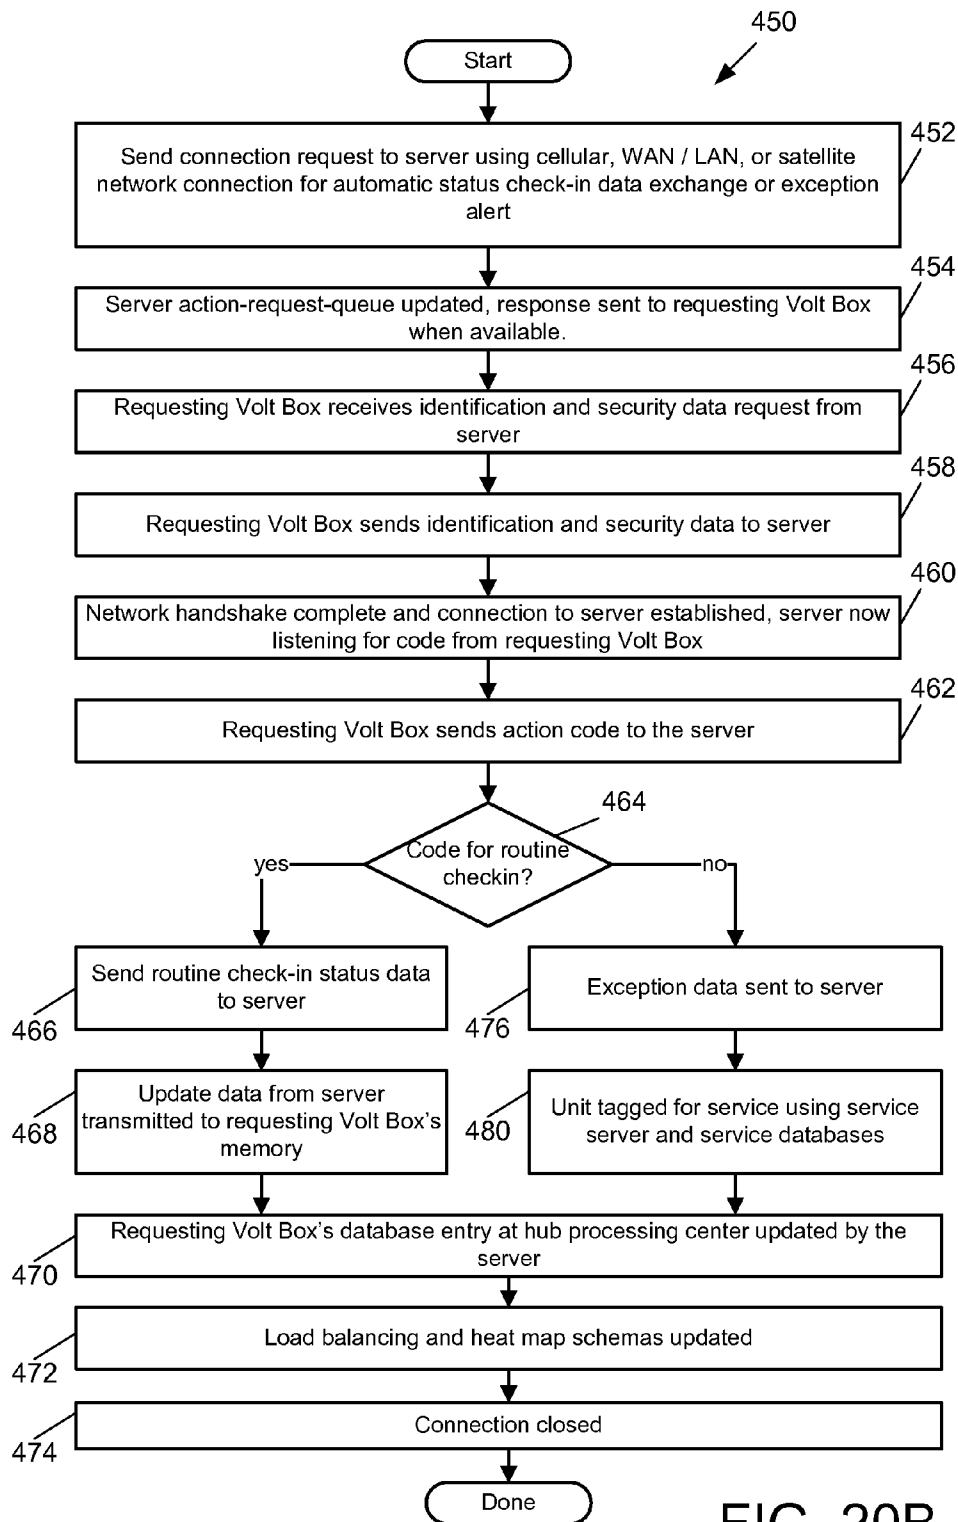 450
Start
452
Send connection request to server using cellular, WAN / LAN, or satellite
network connection for automatic status check-in data exchange or exception
alert
454
Server action-request-queue updated, response sent to requesting Volt Box
when available.
456
Requesting Volt Box receives identification and security data request from
server
458
Requesting Volt Box sends identification and security data to server
460
Network handshake complete and connection to server established, server now
listening for code from requesting Volt Box
462
Requesting Volt Box sends action code to the server
464
Code for routine
checkin?
yes
no
Send routine check-in status data
to server
466
Exception data sent to server
476
Update data from server
transmitted to requesting Volt Box's
memory
468
Unit tagged for service using service
server and service databases
480
Requesting Volt Box's database entry at hub processing center updated by the
server
470
Load balancing and heat map schemas updated
472
Connection closed
474
Done
FIG. 20B